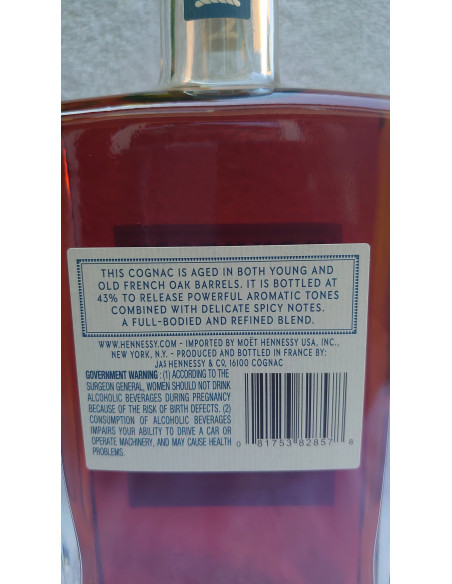 THIS COGNAC IS AGED IN BOTH YOUNG AND
OLD FRENCH OAK BARRELS. IT IS BOTTLED AT
43% TO RELEASE POWERFUL AROMATIC TONES
COMBINED WITH DELICATE SPICY NOTES.
A FULL-BODIED AND REFINED BLEND.
WWW.HENNESSY.COM - IMPORTED BY MOËT HENNESSY USA, INC.,
NEW YORK, N.Y. - PRODUCED AND BOTTLED IN FRANCE BY:
JAS HENNESSY & CO, 16100 COGNAC
GOVERNMENT WARNING : (1) ACCORDING TO THE
SURGEON GENERAL, WOMEN SHOULD NOT DRINK
ALCOHOLIC BEVERAGES DURING PREGNANCY
BECAUSE OF THE RISK OF BIRTH DEFECTS. (2)
CONSUMPTION OF ALCOHOLIC BEVERAGES
IMPAIRS YOUR ABILITY TO DRIVE A CAR OR
OPERATE MACHINERY, AND MAY CAUSE HEALTH
PROBLEMS.
0 81753 82857 8